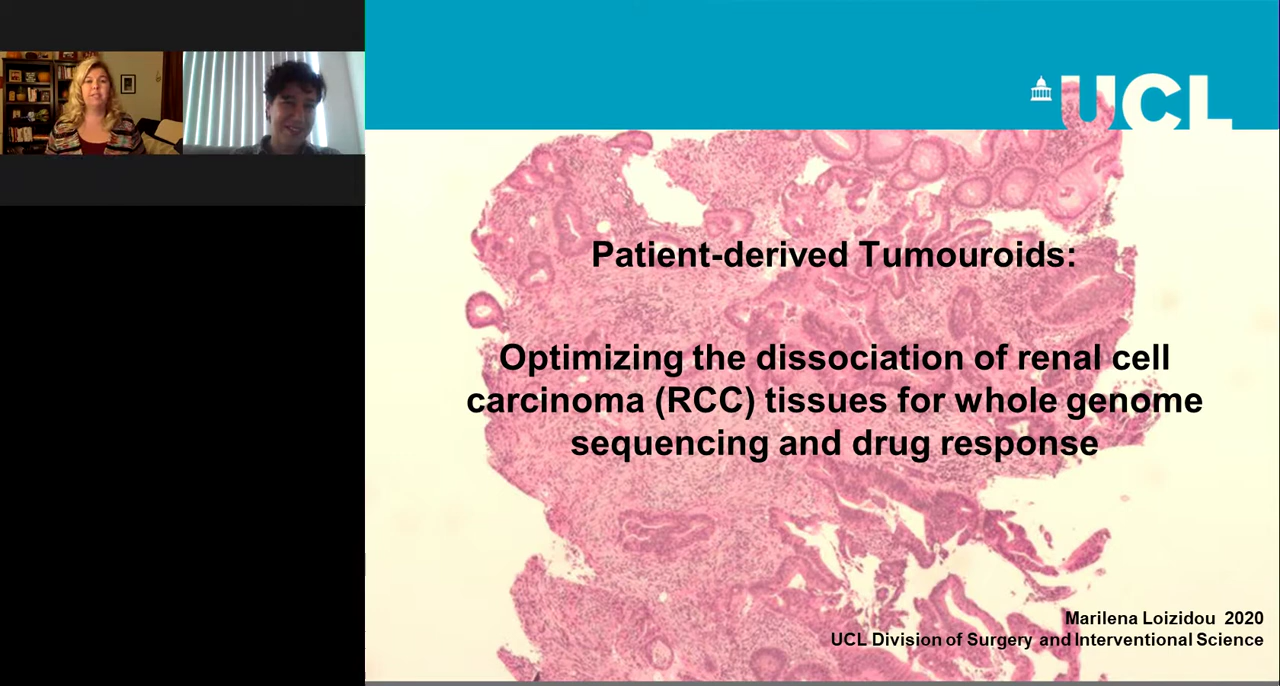 UCL
Patient-derived Tumouroids:
Optimizing the dissociation of renal cell
carcinoma (RCC) tissues for whole genome
sequencing and drug response
Marilena Loizidou 2020
UCL Division of Surgery and Interventional Science